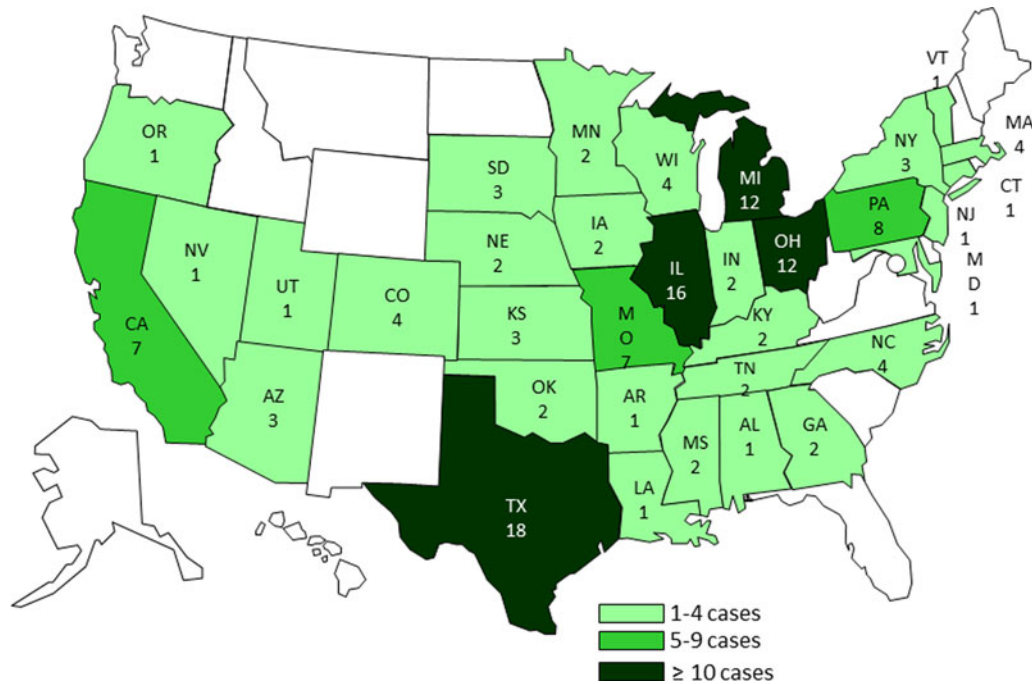 VT
1
MA
4
OR
1
MN
2
NY
3
WI
4
SD
3
MI
12
CT
1
PA
8
NJ
1
IA
2
NE
2
NV
1
OH
12
IL
16
IN
2
M
D
1
UT
1
CO
4
CA
7
KS
3
M
O
7
KY
2
NC
4
TN
2
AZ
3
OK
2
AR
1
MS
2
AL
1
GA
2
LA
1
TX
18
1-4 cases
5-9 cases
≥ 10 cases